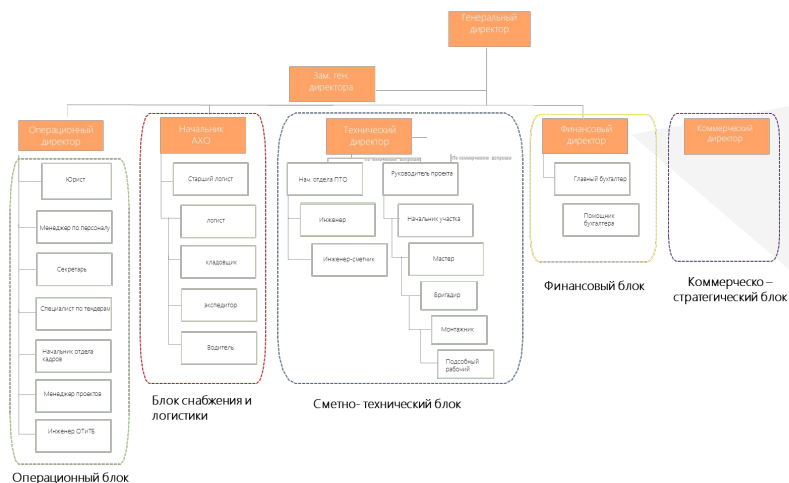 Генеральный
директор
Зам. ген.
директора
Операционный
директор
Начальник
АХО
Технический
директор
Финансовый
директор
Коммерческий
директор
Юрист
Менеджер по персоналу
Секретарь
Специалист по тендерам
Начальник отдела
кадров
Менеджер проектов
Инженер ОТиТБ
Операционный блок
Старший логист
логист
кладовщик
экспедитор
Водитель
Блок снабжения и
логистики
Нач. отдела ПТО
Инженер
Инженер-сметчик
Руководитель проекта
Начальник участка
Мастер
Бригадир
Монтажник
Подсобный
рабочий
Сметно- технический блок
Главный бухгалтер
Помощник
бухгалтера
Финансовый блок
Коммерческо –
стратегический блок